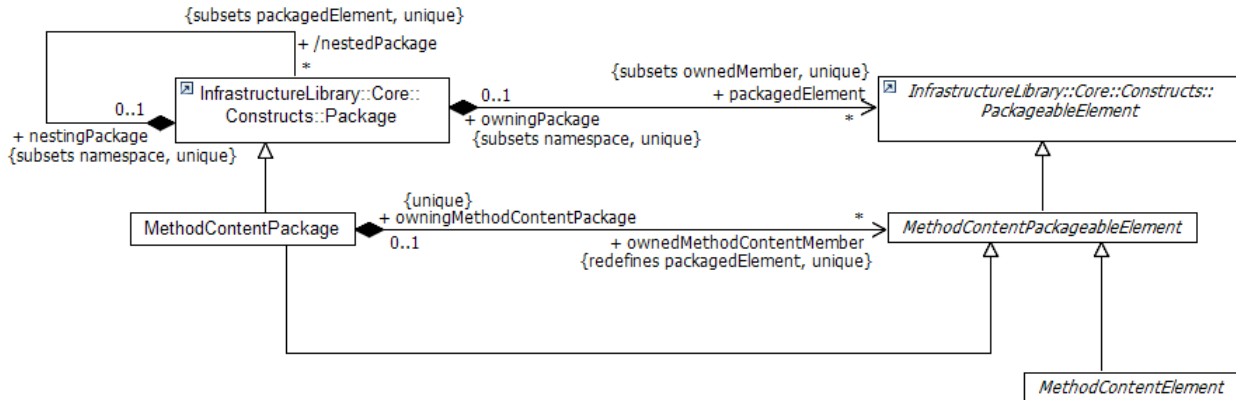 {subsets packagedElement, unique}
+ /nestedPackage
*
0..1
+ nestingPackage
{subsets namespace, unique}
InfrastructureLibrary::Core::
Constructs::Package
0..1
+ owningPackage
{subsets namespace, unique}
{subsets ownedMember, unique}
+ packagedElement
*
InfrastructureLibrary::Core::Constructs::
PackageableElement
MethodContentPackage
{unique}
+ owningMethodContentPackage
0..1
*
+ ownedMethodContentMember
{redefines packagedElement, unique}
MethodContentPackageableElement
MethodContentElement